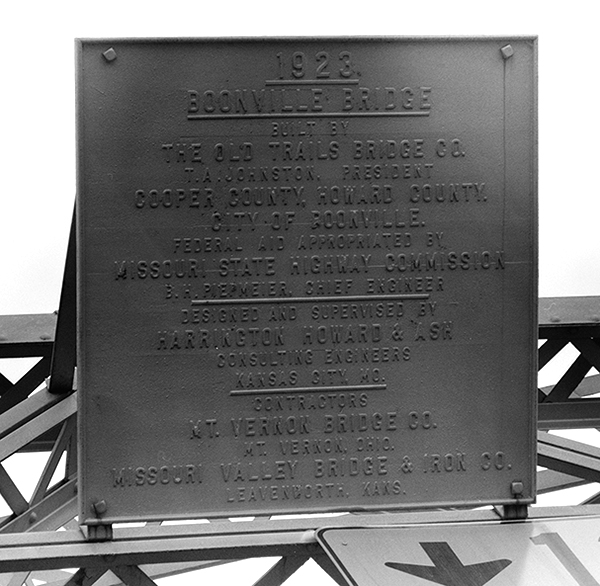 1923.
BOONVILLE BRIDGE
BUILT BY
THE OLD TRAILS BRIDGE CO.
T.A. JOHNSTON. PRESIDENT
COOPER COUNTY, HOWARD COUNTY.
CITY OF BOONVILLE.
FEDERAL AID APPROPRIATED BY
MISSOURI STATE HIGHWAY COMMISSION
B.H. PIEPMEIER. CHIEF ENGINEER
DESIGNED AND SUPERVISED BY
HARRINGTON HOWARD & ASH
CONSULTING ENGINEERS
KANSAS CITY. MO.
CONTRACTORS
MT. VERNON BRIDGE CO.
MT. VERNON, OHIO.
MISSOURI VALLEY BRIDGE & IRON CO.
LEAVENWORTH. KANS.